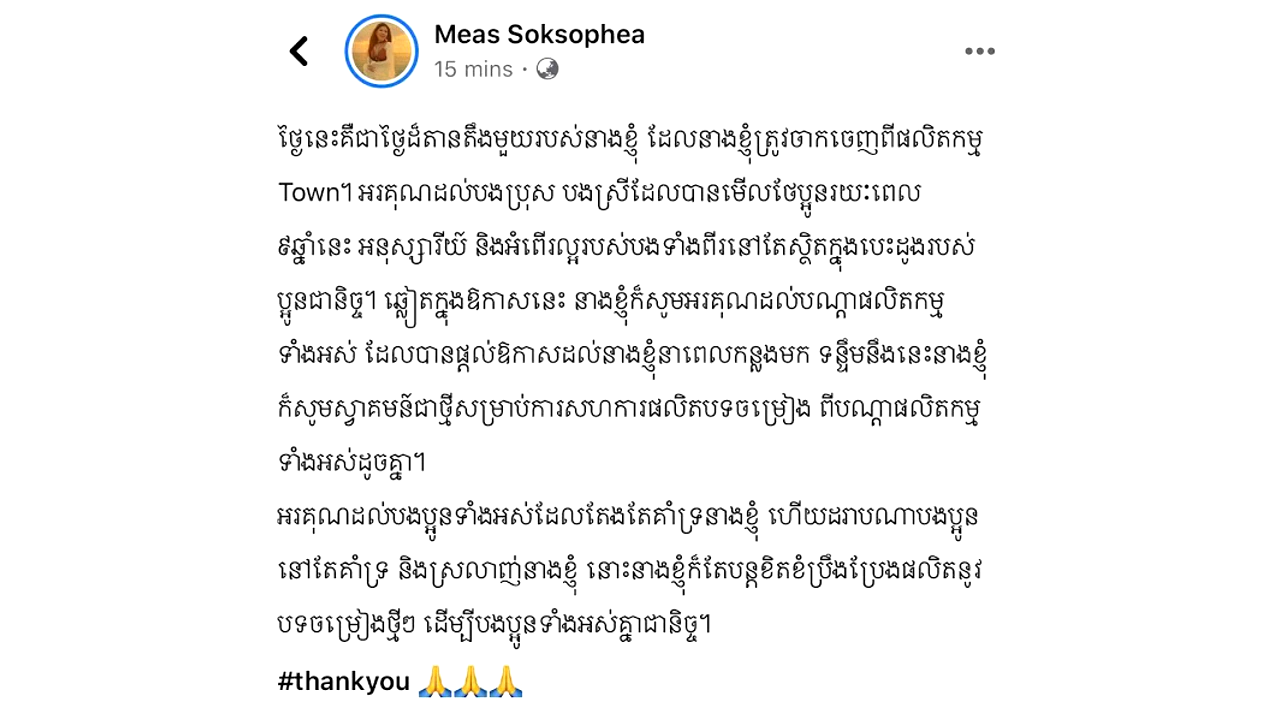 Meas Soksophea
15 mins ·
ថ្ងៃនេះគឺជាថ្ងៃដ៏តានតឹងមួយរបស់នាងខ្ញុំ ដែលនាងខ្ញុំត្រូវចាកចេញពីផលិតកម្ម
Town។ អរគុណដល់បងប្រុស បងស្រីដែលបានមើលថែប្អូនរយៈពេល
៩ឆ្នាំនេះ អនុស្សារីយ៍ និងអំពើរល្អរបស់បងទាំងពីរនៅតែស្ថិតក្នុងបេះដូងរបស់
ប្អូនជានិច្ច។ ឆ្លៀតក្នុងឱកាសនេះ នាងខ្ញុំក៏សូមអរគុណដល់បណ្តាផលិតកម្ម
ទាំងអស់ ដែលបានផ្តល់ឱកាសដល់នាងខ្ញុំនាពេលកន្លងមក ទន្ទឹមនឹងនេះនាងខ្ញុំ
ក៏សូមស្វាគមន៍ជាថ្មីសម្រាប់ការសហការផលិតបទចម្រៀង ពីបណ្តាផលិតកម្ម
ទាំងអស់ដូចគ្នា។
អរគុណដល់បងប្អូនទាំងអស់ដែលតែងតែគាំទ្រនាងខ្ញុំ ហើយដរាបណាបងប្អូន
នៅតែគាំទ្រ និងស្រលាញ់នាងខ្ញុំ នោះនាងខ្ញុំក៏តែបន្តខិតខំប្រឹងប្រែងផលិតនូវ
បទចម្រៀងថ្មីៗ ដើម្បីបងប្អូនទាំងអស់គ្នាជានិច្ច។
#thankyou 🙏🙏🙏